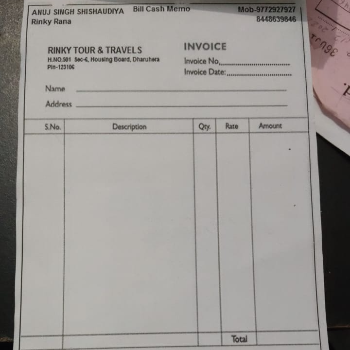 ANUJ SINGH SHISHAUDIYA Bill Cash Memo Mob-9772927927
Rinky Rana 8448639846
RINKY TOUR & TRAVELS INVOICE
H.NO.501 Sec-6, Housing Board, Dharuhera Invoice No.
Pin-123106 Invoice Date:
Name
Address
S.No. Description Qty. Rate Amount
Total